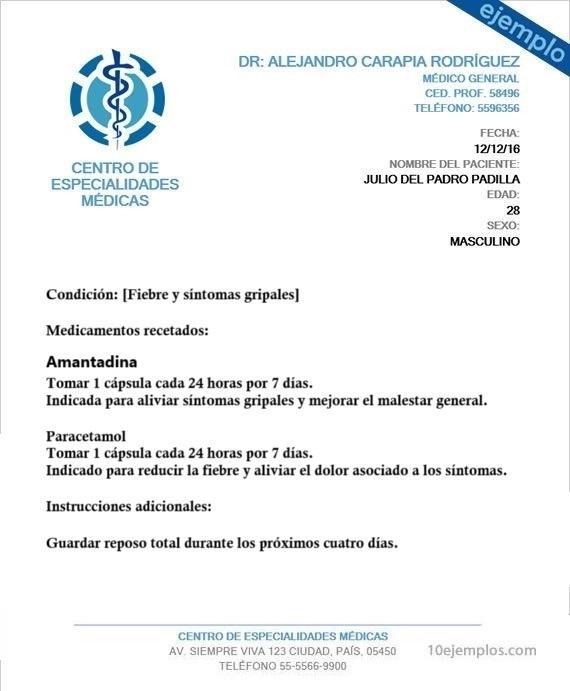 ejemplo
DR: ALEJANDRO CARAPIA RODRÍGUEZ
MÉDICO GENERAL
CED. PROF. 58496
TELÉFONO: 5596356
CENTRO DE
ESPECIALIDADES
MÉDICAS
FECHA:
12/12/16
NOMBRE DEL PACIENTE:
JULIO DEL PADRO PADILLA
EDAD:
28
SEXO:
MASCULINO
Condición: [Fiebre y síntomas gripales]
Medicamentos recetados:
Amantadina
Tomar 1 cápsula cada 24 horas por 7 días.
Indicada para aliviar síntomas gripales y mejorar el malestar general.
Paracetamol
Tomar 1 cápsula cada 24 horas por 7 días.
Indicado para reducir la fiebre y aliviar el dolor asociado a los síntomas.
Instrucciones adicionales:
Guardar reposo total durante los próximos cuatro días.
CENTRO DE ESPECIALIDADES MÉDICAS
AV. SIEMPRE VIVA 123 CIUDAD, PAÍS, 05450
TELÉFONO 55-5566-9900
10ejemplos.com